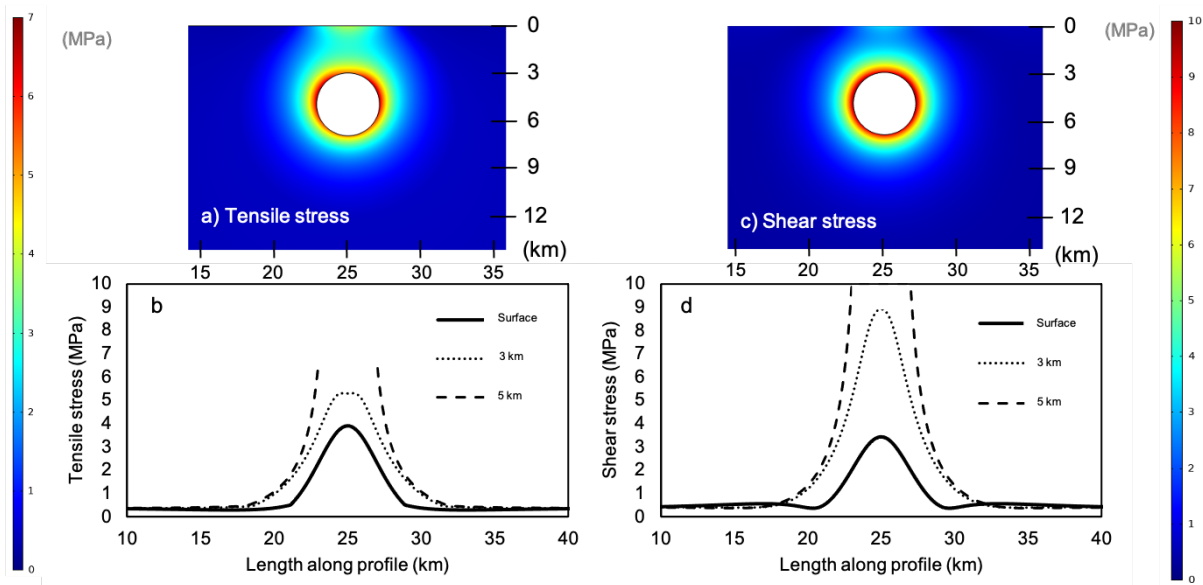 7
6
5
4
3
2
1
0
(MPa)
a) Tensile stress
0
3
6
9
12
(km)
15 20 25 30 35
c) Shear stress
0
3
6
9
12
(km)
15 20 25 30 35
(MPa)
10
9
8
7
6
5
4
3
2
1
0
b
Tensile stress (MPa)
10
9
8
7
6
5
4
3
2
1
0
Surface
3 km
5 km
10 15 20 25 30 35 40
Length along profile (km)
d
Shear stress (MPa)
10
9
8
7
6
5
4
3
2
1
0
Surface
3 km
5 km
10 15 20 25 30 35 40
Length along profile (km)